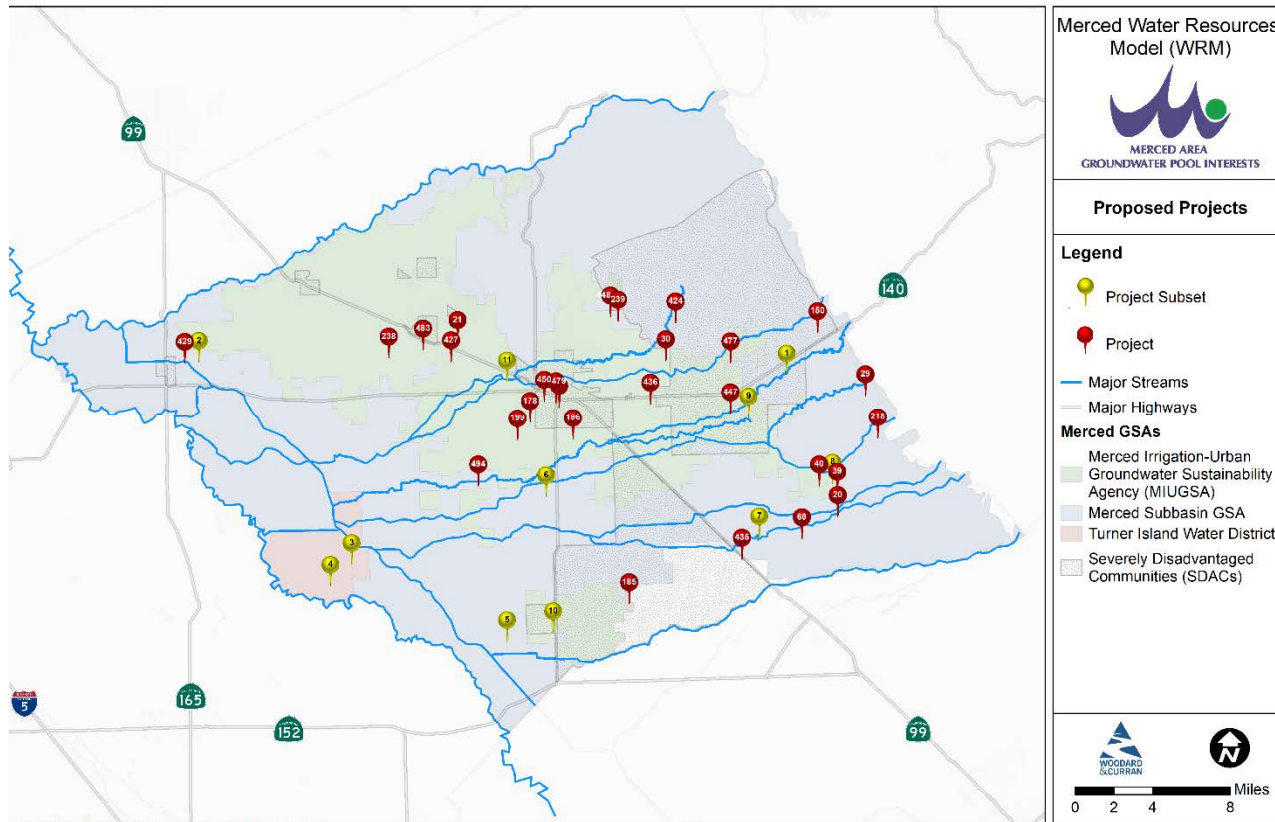 Merced Water Resources
Model (WRM)
MERCED AREA
GROUNDWATER POOL INTERESTS
Proposed Projects
Legend
Project Subset
Project
Major Streams
Major Highways
Merced GSAs
Merced Irrigation-Urban
Groundwater Sustainability
Agency (MIUGSA)
Merced Subbasin GSA
Turner Island Water District
Severely Disadvantaged
Communities (SDACs)
WOODARD
&CURRAN
N
Miles
0 2 4 8
99
140
150
424
239
21
483
238
427
429
2
30
477
1
11
29
450
479
436
447
9
178
199
196
218
494
6
40
8
39
20
7
68
435
3
4
185
10
5
165
5
152
99